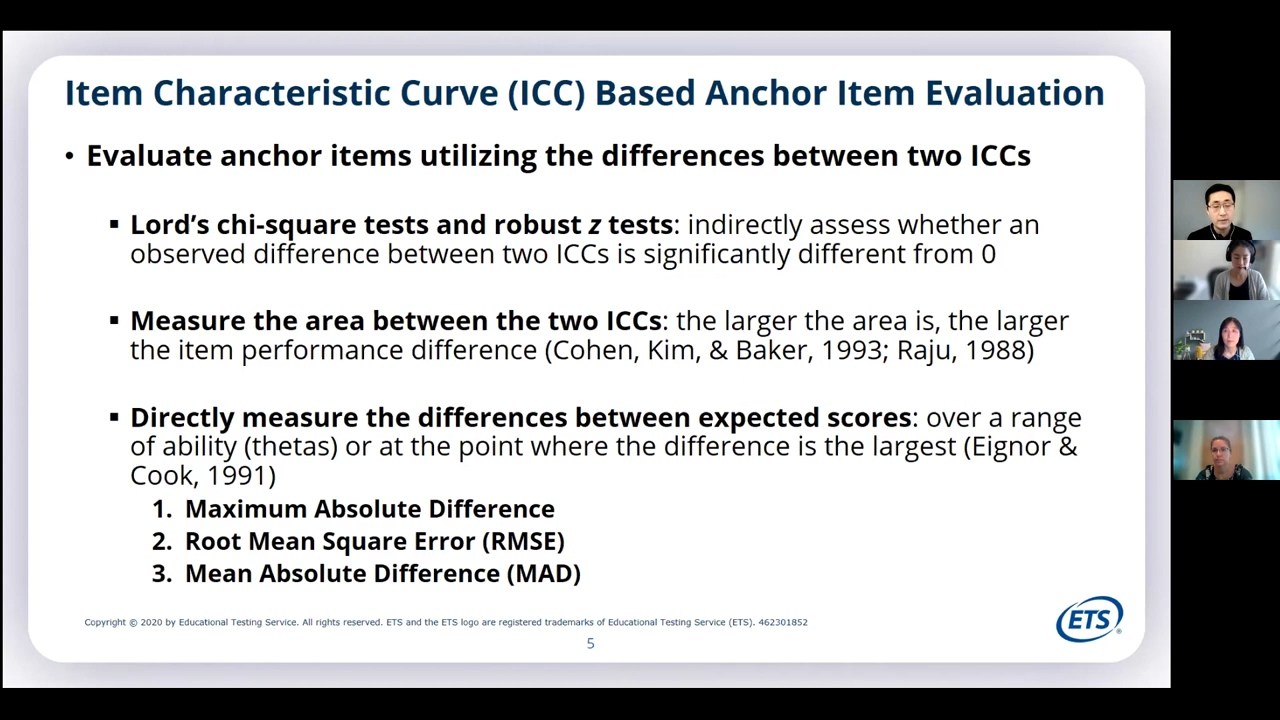 Item Characteristic Curve (ICC) Based Anchor Item Evaluation
• Evaluate anchor items utilizing the differences between two ICCs
▪ Lord's chi-square tests and robust z tests: indirectly assess whether an
observed difference between two ICCs is significantly different from 0
▪ Measure the area between the two ICCs: the larger the area is, the larger
the item performance difference (Cohen, Kim, & Baker, 1993; Raju, 1988)
▪ Directly measure the differences between expected scores: over a range
of ability (thetas) or at the point where the difference is the largest (Eignor &
Cook, 1991)
1. Maximum Absolute Difference
2. Root Mean Square Error (RMSE)
3. Mean Absolute Difference (MAD)
Copyright © 2020 by Educational Testing Service. All rights reserved. ETS and the ETS logo are registered trademarks of Educational Testing Service (ETS). 462301852
ETS®
5